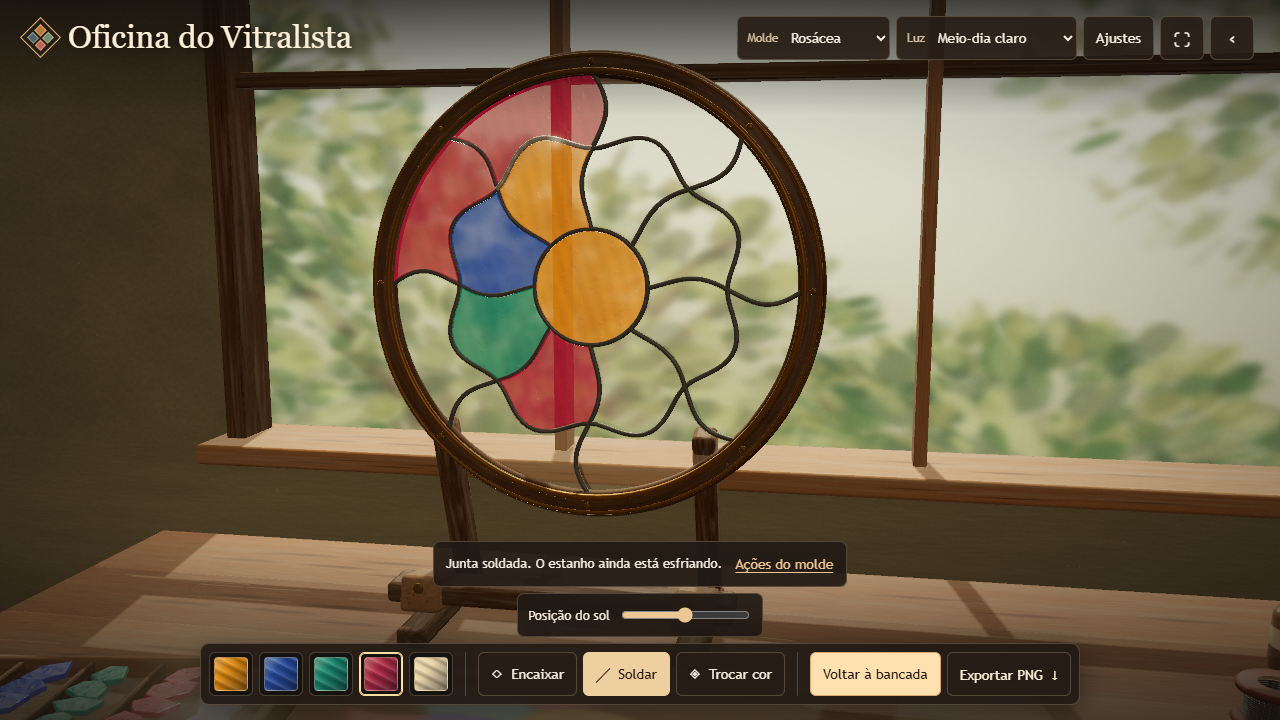 Oficina do Vitralista
Molde Rosácea
Luz Meio-dia claro
Ajustes
Junta soldada. O estanho ainda está esfriando. Ações do molde
Posição do sol
Encaixar
Soldar
Trocar cor
Voltar à bancada
Exportar PNG ↓